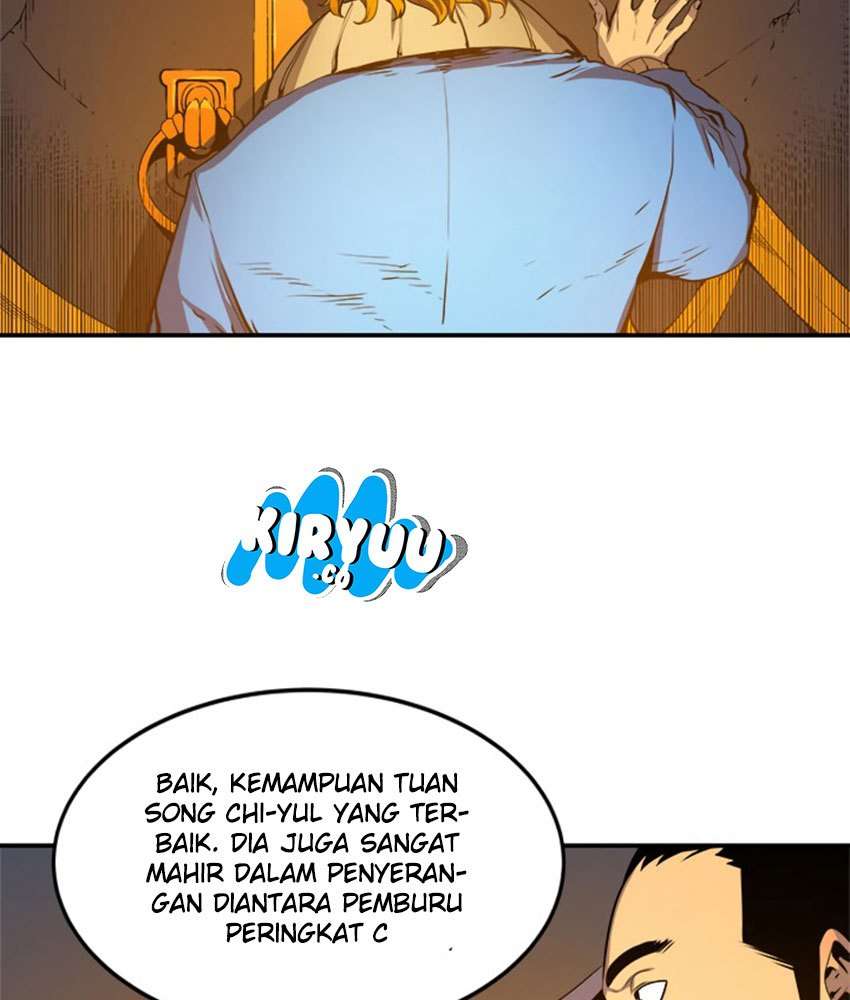 KIRYUU
.CO
BAIK, KEMAMPUAN TUAN
SONG CHI-YUL YANG TER-
BAIK. DIA JUGA SANGAT
MAHIR DALAM PENYERAN-
GAN DIANTARA PEMBURU
PERINGKAT C